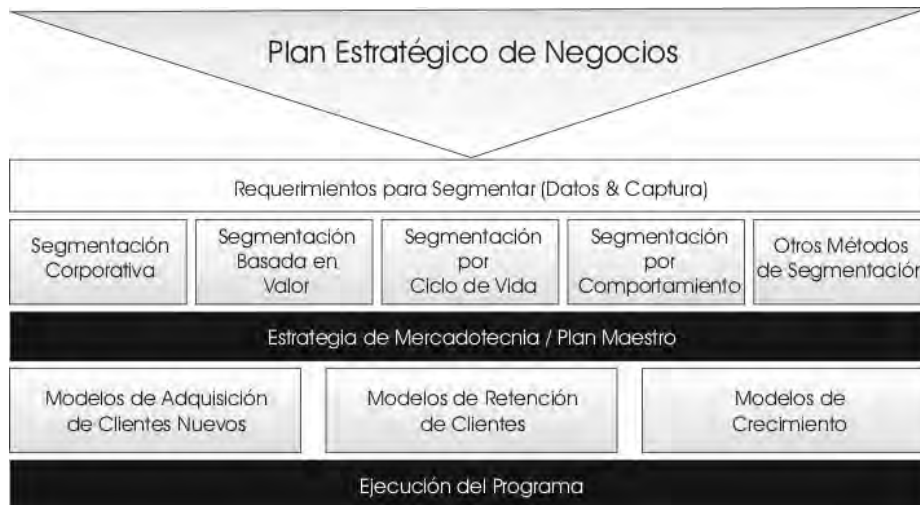 Plan Estratégico de Negocios
Requerimientos para Segmentar (Datos & Captura)
Segmentación
Corporativa
Segmentación
Basada en
Valor
Segmentación
por
Ciclo de Vida
Segmentación
por
Comportamiento
Otros Métodos
de Segmentación
Estrategia de Mercadotecnia / Plan Maestro
Modelos de Adquisición
de Clientes Nuevos
Modelos de Retención
de Clientes
Modelos de
Crecimiento
Ejecución del Programa